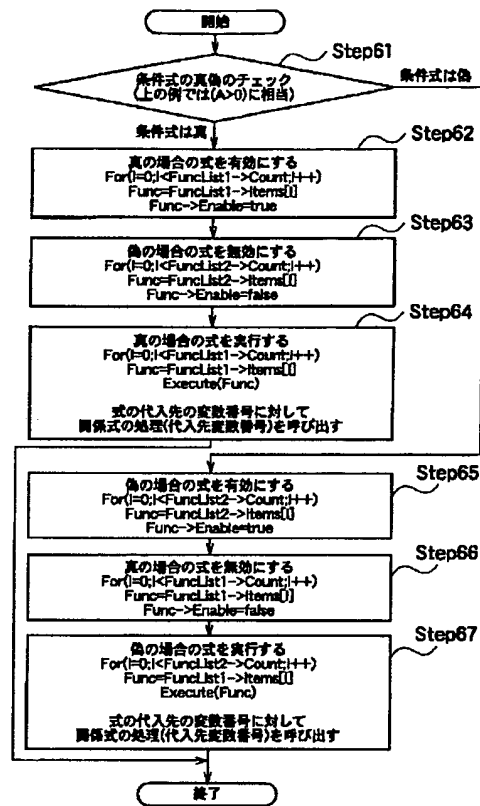 開始
Step61
条件式の真偽のチェック
(上の例では(A>0)に相当)
条件式は偽
条件式は真
Step62
真の場合の式を有効にする
For(I=0;I<FuncList1->Count;I++)
Func=FuncList1->Items[I]
Func->Enable=true
Step63
偽の場合の式を無効にする
For(I=0;I<FuncList2->Count;I++)
Func=FuncList2->Items[I]
Func->Enable=false
Step64
真の場合の式を実行する
For(I=0;I<FuncList1->Count;I++)
Func=FuncList1->Items[I]
Execute(Func)
式の代入先の変数番号に対して
関係式の処理(代入先変数番号)を呼び出す
Step65
偽の場合の式を有効にする
For(I=0;I<FuncList2->Count;I++)
Func=FuncList2->Items[I]
Func->Enable=true
Step66
真の場合の式を無効にする
For(I=0;I<FuncList1->Count;I++)
Func=FuncList1->Items[I]
Func->Enable=false
Step67
偽の場合の式を実行する
For(I=0;I<FuncList2->Count;I++)
Func=FuncList1->Items[I]
Execute(Func)
式の代入先の変数番号に対して
関係式の処理(代入先変数番号)を呼び出す
終了